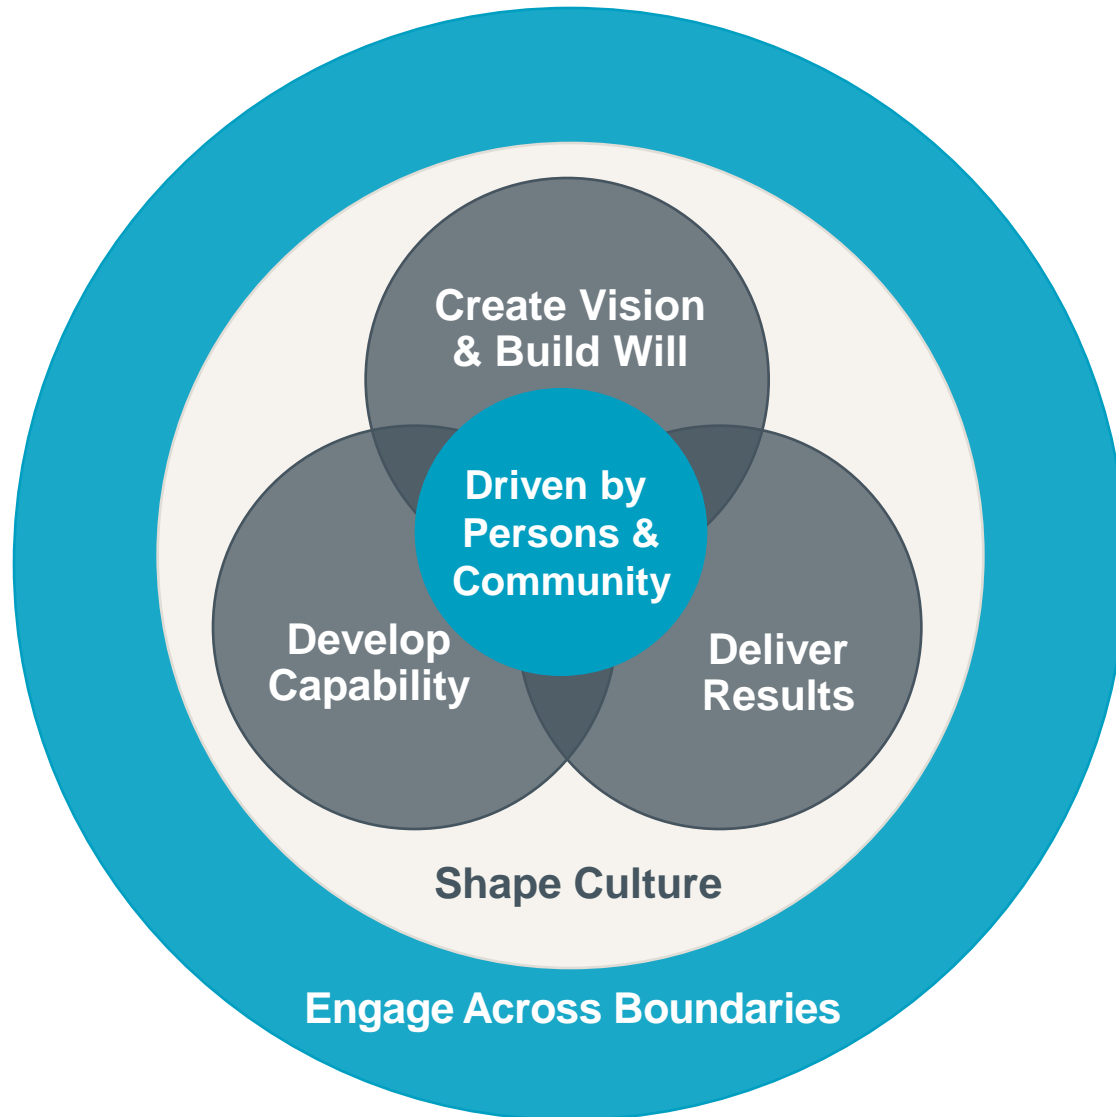 Create Vision
& Build Will
Driven by
Persons &
Community
Develop
Capability
Deliver
Results
Shape Culture
Engage Across Boundaries